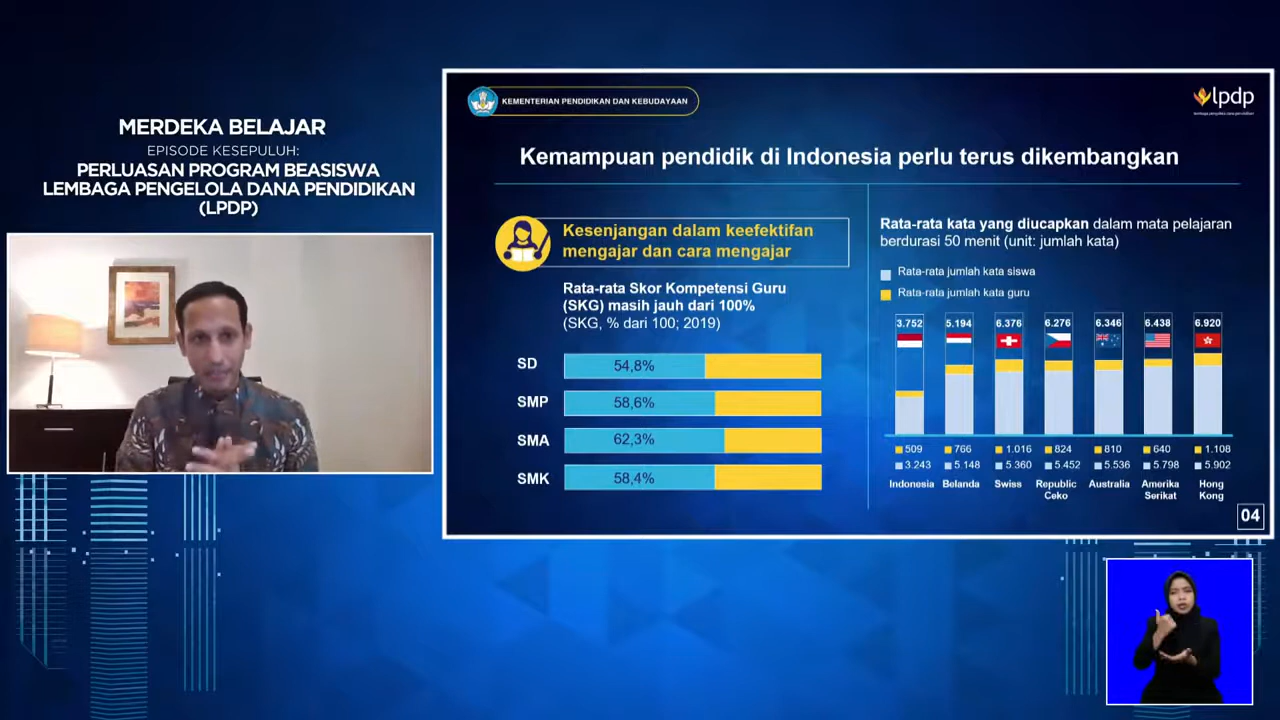 MERDEKA BELAJAR
EPISODE KESEPULUH:
PERLUASAN PROGRAM BEASISWA
LEMBAGA PENGELOLA DANA PENDIDIKAN
(LPDP)
KEMENTERIAN PENDIDIKAN DAN KEBUDAYAAN
lpdp
lembaga pengelola dana pendidikan
Kemampuan pendidik di Indonesia perlu terus dikembangkan
Kesenjangan dalam keefektifan
mengajar dan cara mengajar
Rata-rata Skor Kompetensi Guru
(SKG) masih jauh dari 100%
(SKG, % dari 100; 2019)
SD 54,8%
SMP 58,6%
SMA 62,3%
SMK 58,4%
Rata-rata kata yang diucapkan dalam mata pelajaran
berdurasi 50 menit (unit: jumlah kata)
Rata-rata jumlah kata siswa
Rata-rata jumlah kata guru
3.752 5.194 6.376 6.276 6.346 6.438 6.920
509 766 1.016 824 810 640 1.108
3.243 5.148 5.360 5.452 5.536 5.798 5.902
Indonesia Belanda Swiss Republic Australia Amerika Hong
Ceko Serikat Kong
04